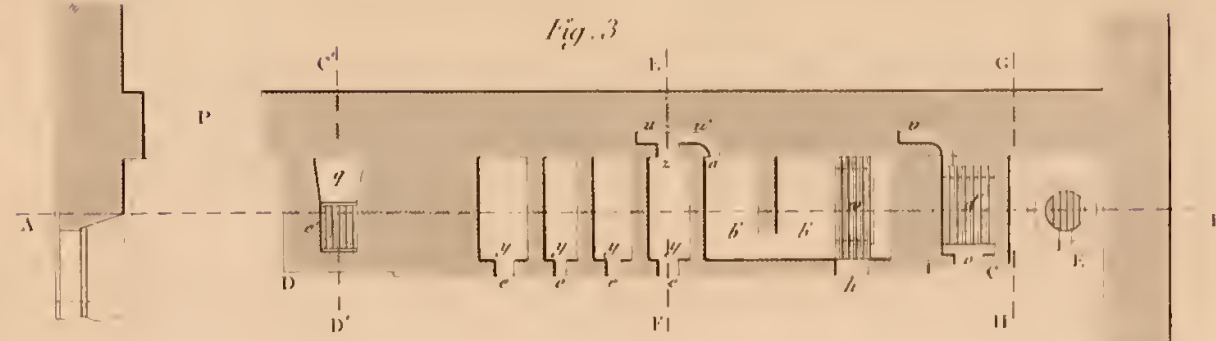 Fig. 3
C' E G
P
u u' v
z a
q
A
c' b' b' d
y y y y
D e e e e h i o C E
D' F H